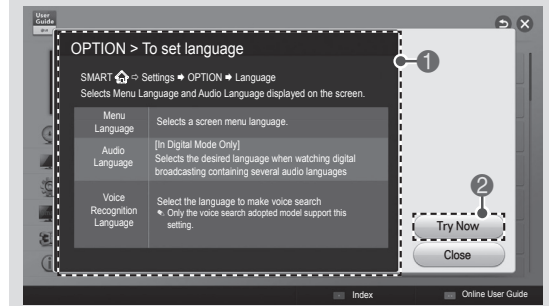 User
Guide
OPTION > To set language
SMART ⇨ Settings ➡ OPTION ➡ Language
Selects Menu Language and Audio Language displayed on the screen.
Menu
Language
Selects a screen menu language.
Audio
Language
[In Digital Mode Only]
Selects the desired language when watching digital
broadcasting containing several audio languages
Voice
Recognition
Language
Select the language to make voice search
Only the voice search adopted model support this
setting.
1
2
Try Now
Close
Index
Online User Guide